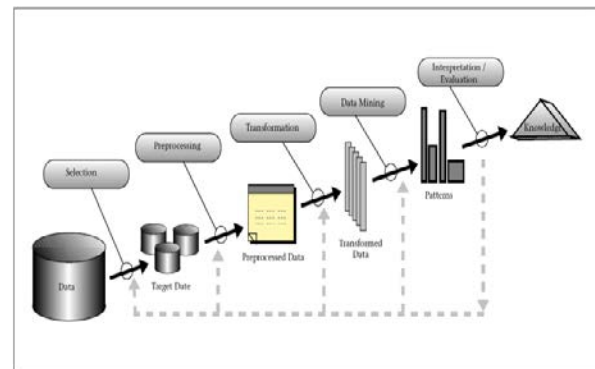 Interpretation /
Evaluation
Data Mining
Transformation
Preprocessing
Selection
Knowledge
Patterns
Transformed
Data
Preprocessed Data
Target Date
Data